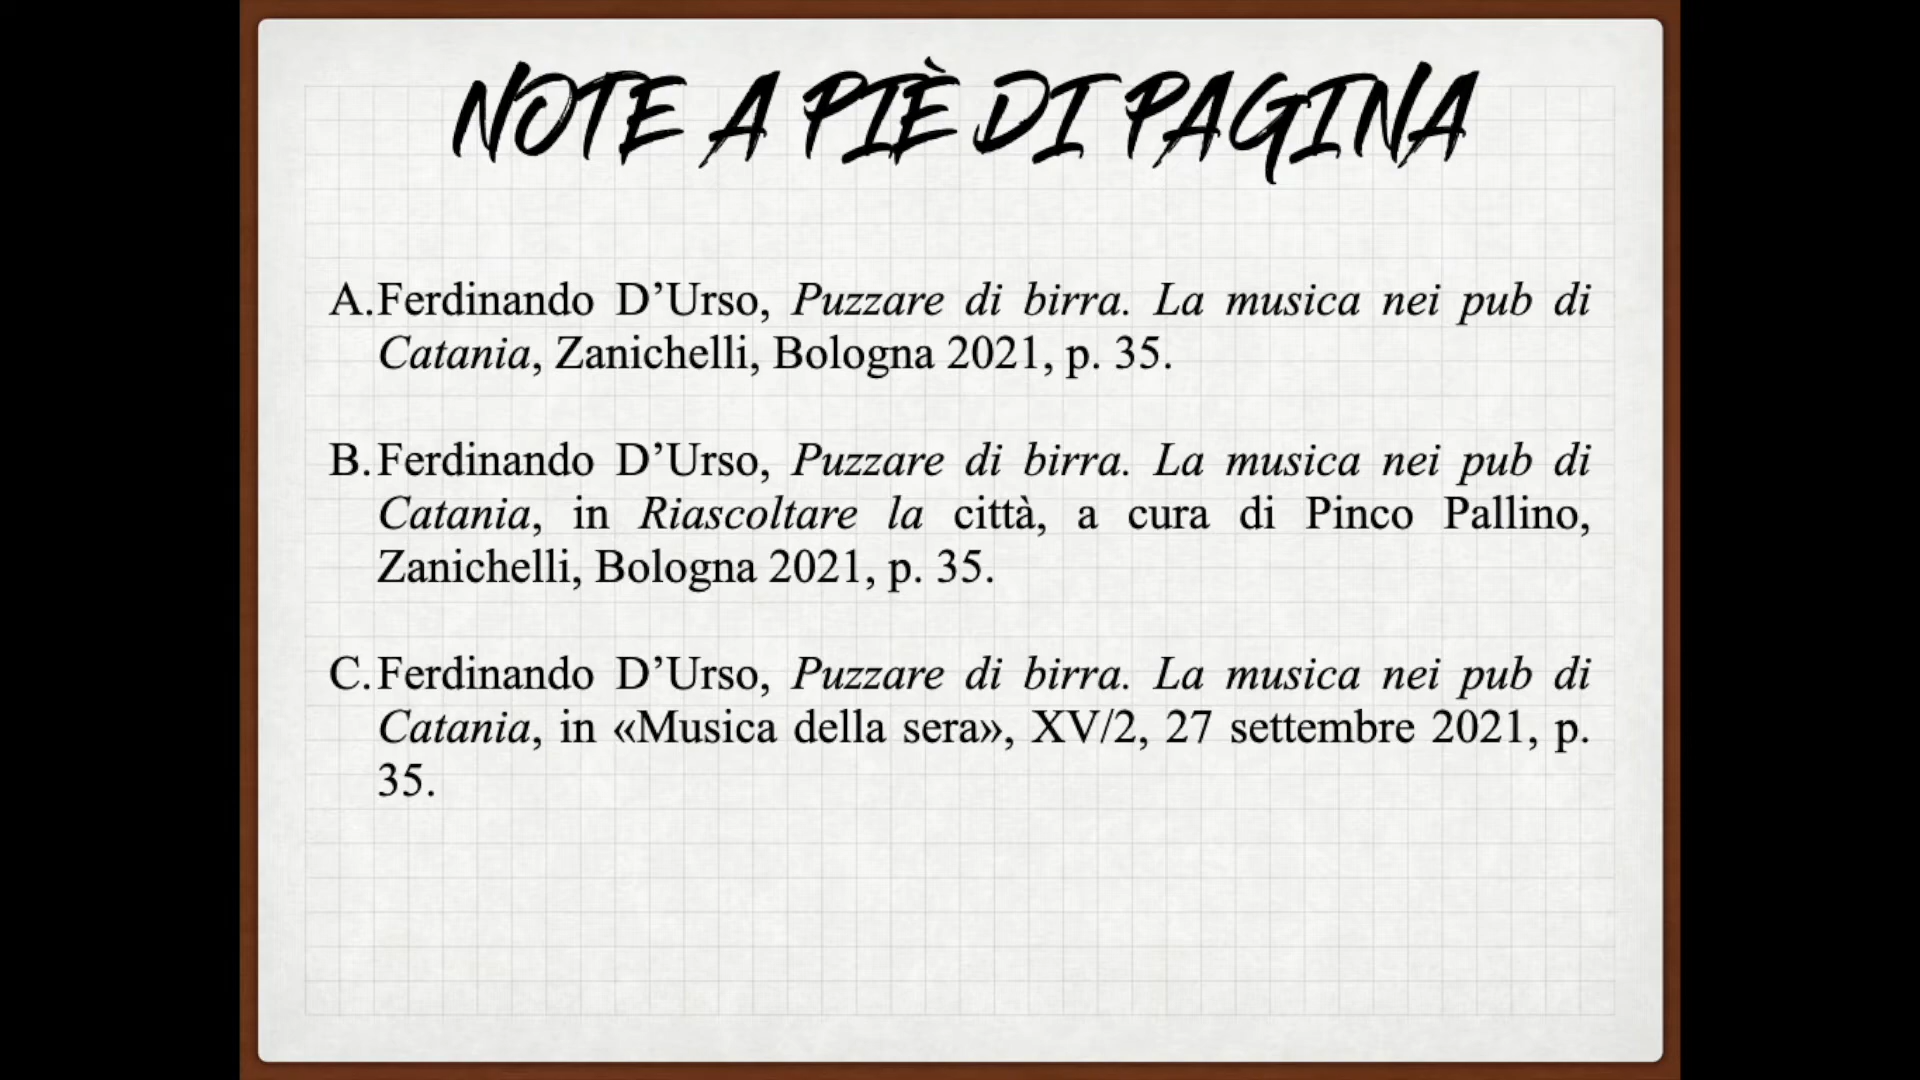 NOTE A PIÈ DI PAGINA
A. Ferdinando D’Urso, Puzzare di birra. La musica nei pub di
Catania, Zanichelli, Bologna 2021, p. 35.
B. Ferdinando D’Urso, Puzzare di birra. La musica nei pub di
Catania, in Riascoltare la città, a cura di Pinco Pallino,
Zanichelli, Bologna 2021, p. 35.
C. Ferdinando D’Urso, Puzzare di birra. La musica nei pub di
Catania, in «Musica della sera», XV/2, 27 settembre 2021, p.
35.